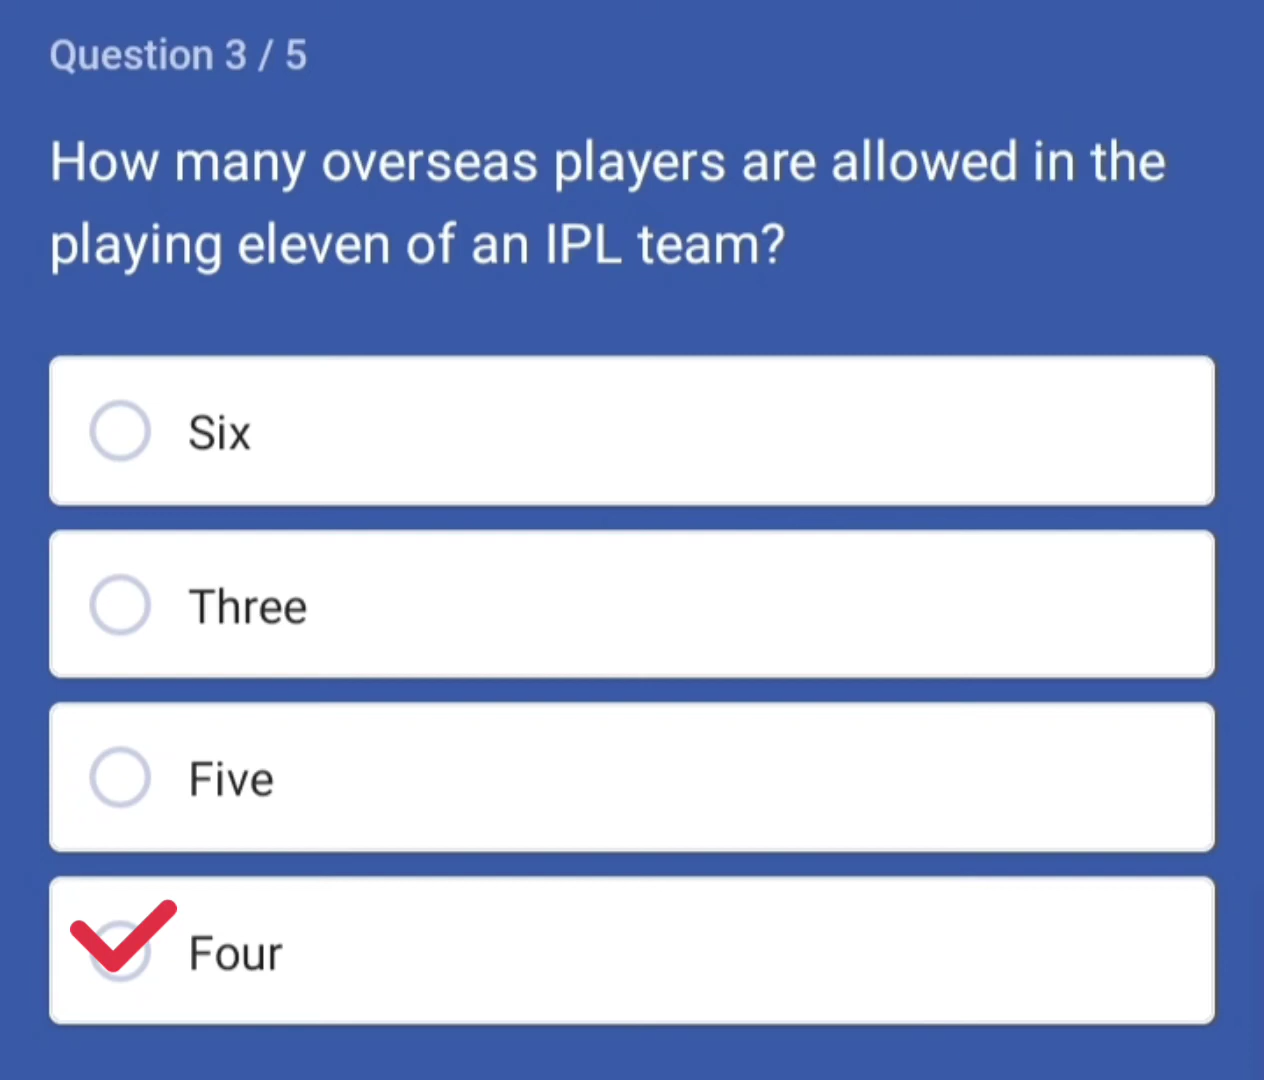 Question 3 / 5
How many overseas players are allowed in the
playing eleven of an IPL team?
Six
Three
Five
Four